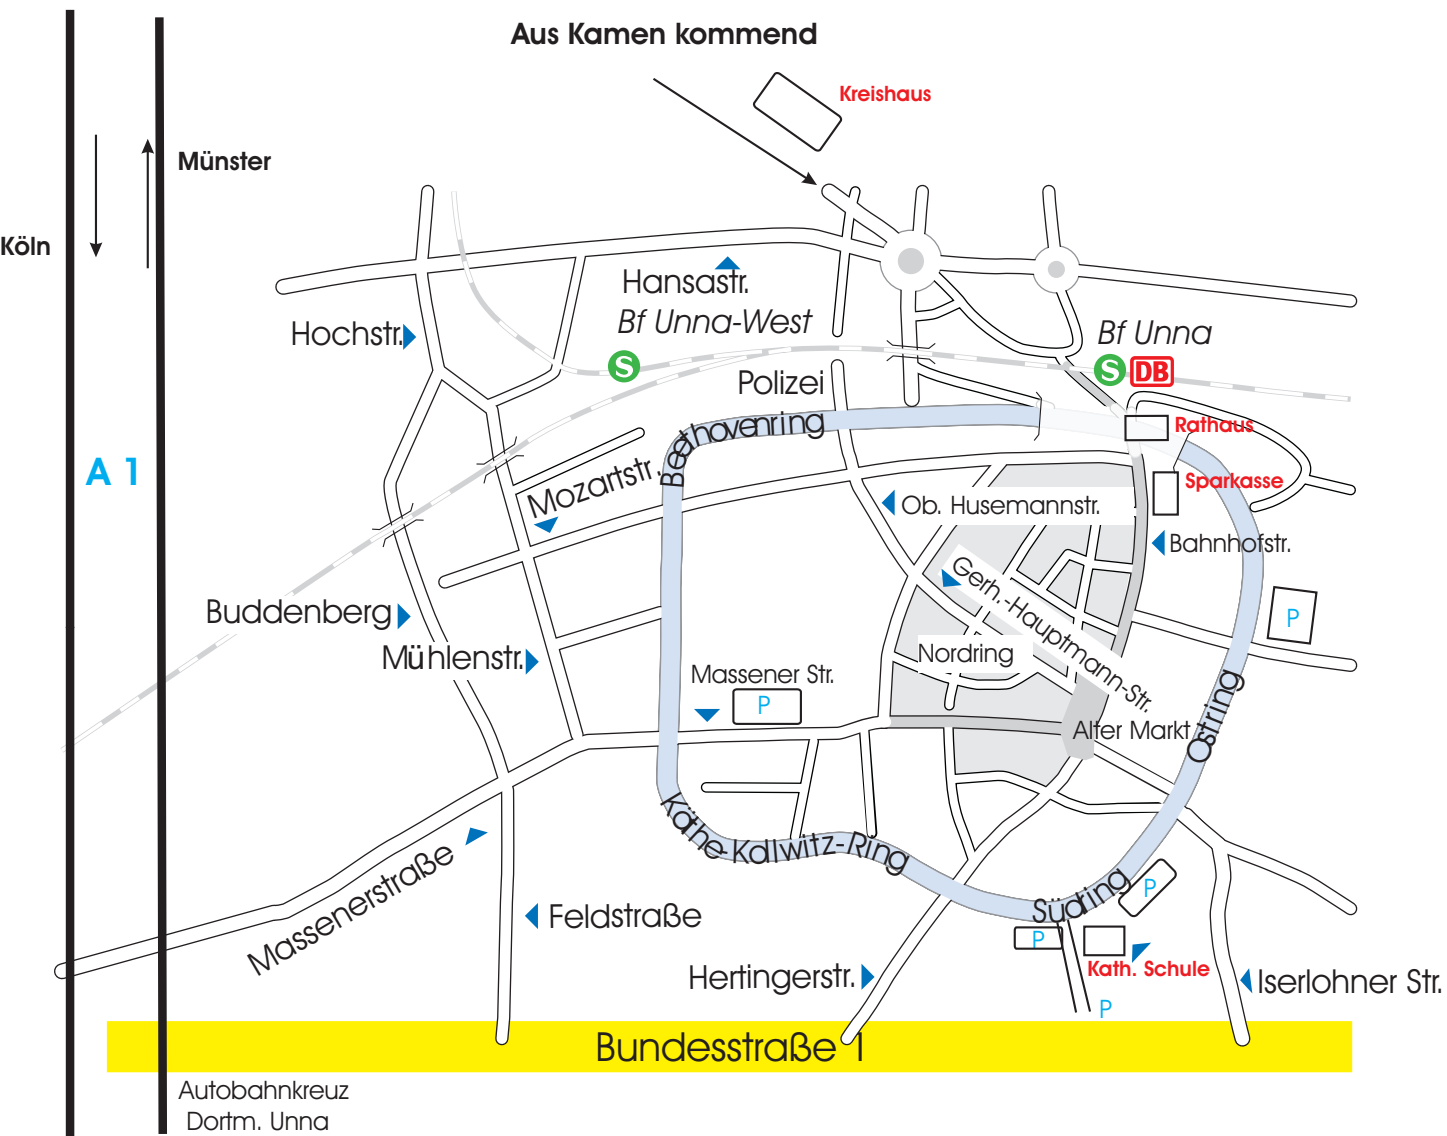 Aus Kamen kommend
Kreishaus
Münster
Köln
Hansastr.
Bf Unna-West
Hochstr.
Bf Unna
S
S
DB
Polizei
Beethovenring
Rathaus
A 1
Mozartstr.
Sparkasse
Ob. Husemannstr.
Bahnhofstr.
Gerh.-Hauptmann-Str.
Buddenberg
P
Mühlenstr.
Nordring
Massener Str.
P
Alter Markt
Ostring
Käthe-Kollwitz-Ring
Massenerstraße
Feldstraße
Südring
P
P
Kath. Schule
Hertingerstr.
Iserlohner Str.
P
Bundesstraße 1
Autobahnkreuz
Dortm. Unna